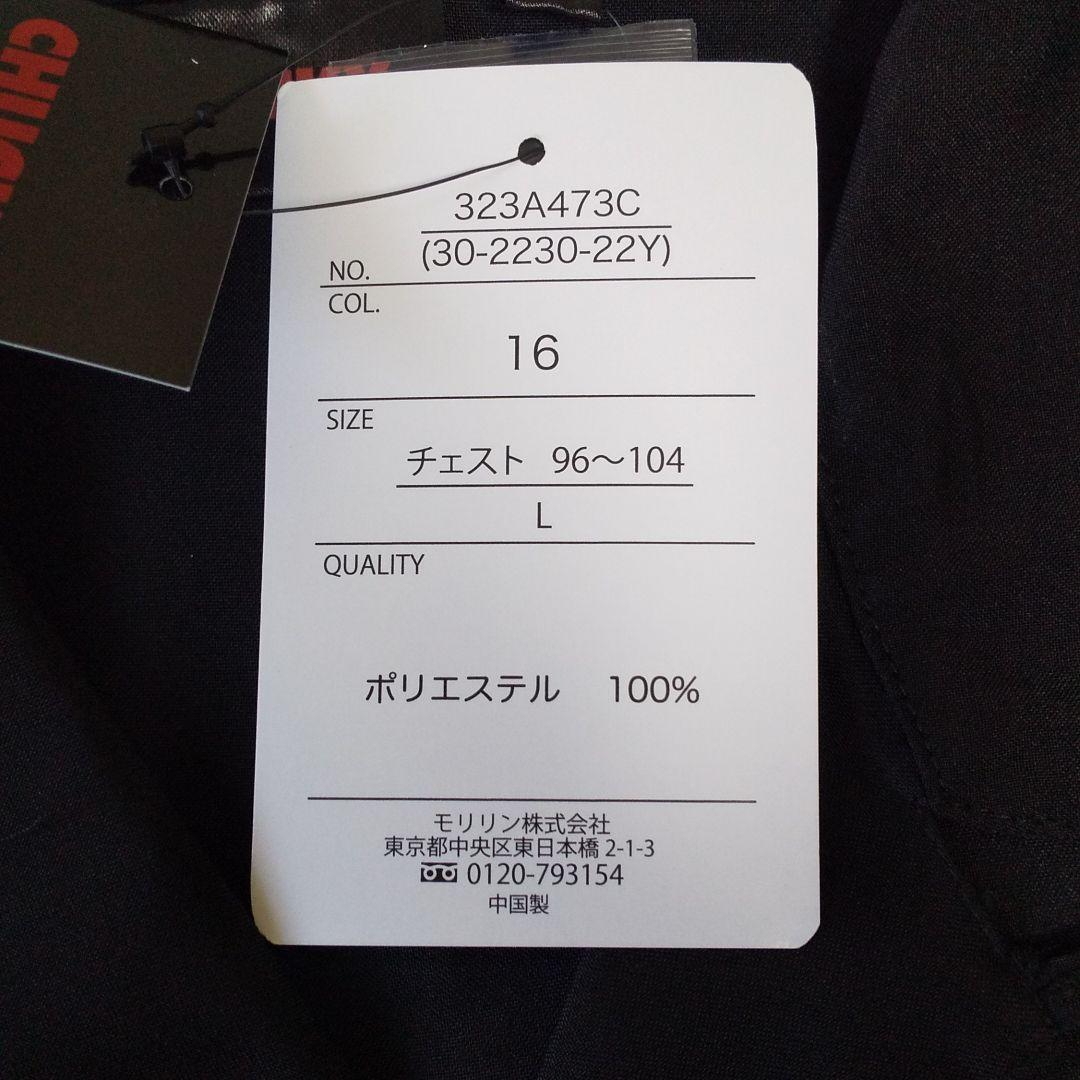 323A473C
NO. (30-2230-22Y)
COL.
16
SIZE
チェスト 96〜104
L
QUALITY
ポリエステル 100%
モリリン株式会社
東京都中央区東日本橋 2-1-3
0120-793154
中国製